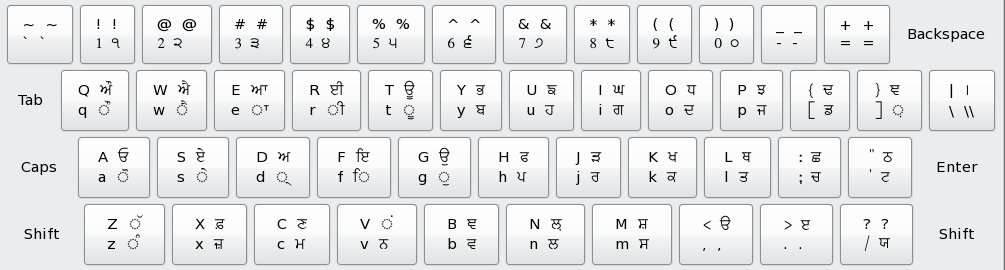 ~ ~ ! ! @ @ # # $ $ % % ^ ^ & & * * ( ( ) ) _ _ + + Backspace
` ` 1 ੧ 2 ੨ 3 ੩ 4 ੪ 5 ੫ 6 ੬ 7 ੭ 8 ੮ 9 ੯ 0 ੦ - - = =
Tab Q ਔ W ਐ E ਆ R ਈ T ਊ Y ਭ U ਙ I ਘ O ਧ P ਝ { ਢ } ਞ | ।
q ੌ w ੈ e ਾ r ੀ t ੂ y ਬ u ਹ i ਗ o ਦ p ਜ [ ਡ ] ਼ \ \\
Caps A ਓ S ਏ D ਅ F ਇ G ਉ H ਫ J ੜ K ਖ L ਥ : ਛ " ਠ Enter
a ੋ s ੇ d ੍ f ਿ g ੁ h ਪ j ਰ k ਕ l ਤ ; ਚ ' ਟ
Shift Z ੱ X ਫ਼ C ਣ V ਂ B ਵ N ਲ਼ M ਸ਼ < ੳ > ੲ ? ? Shift
z ੰ x ਜ਼ c ਮ v ਨ b ਵ n ਲ m ਸ , , . . / ਯ